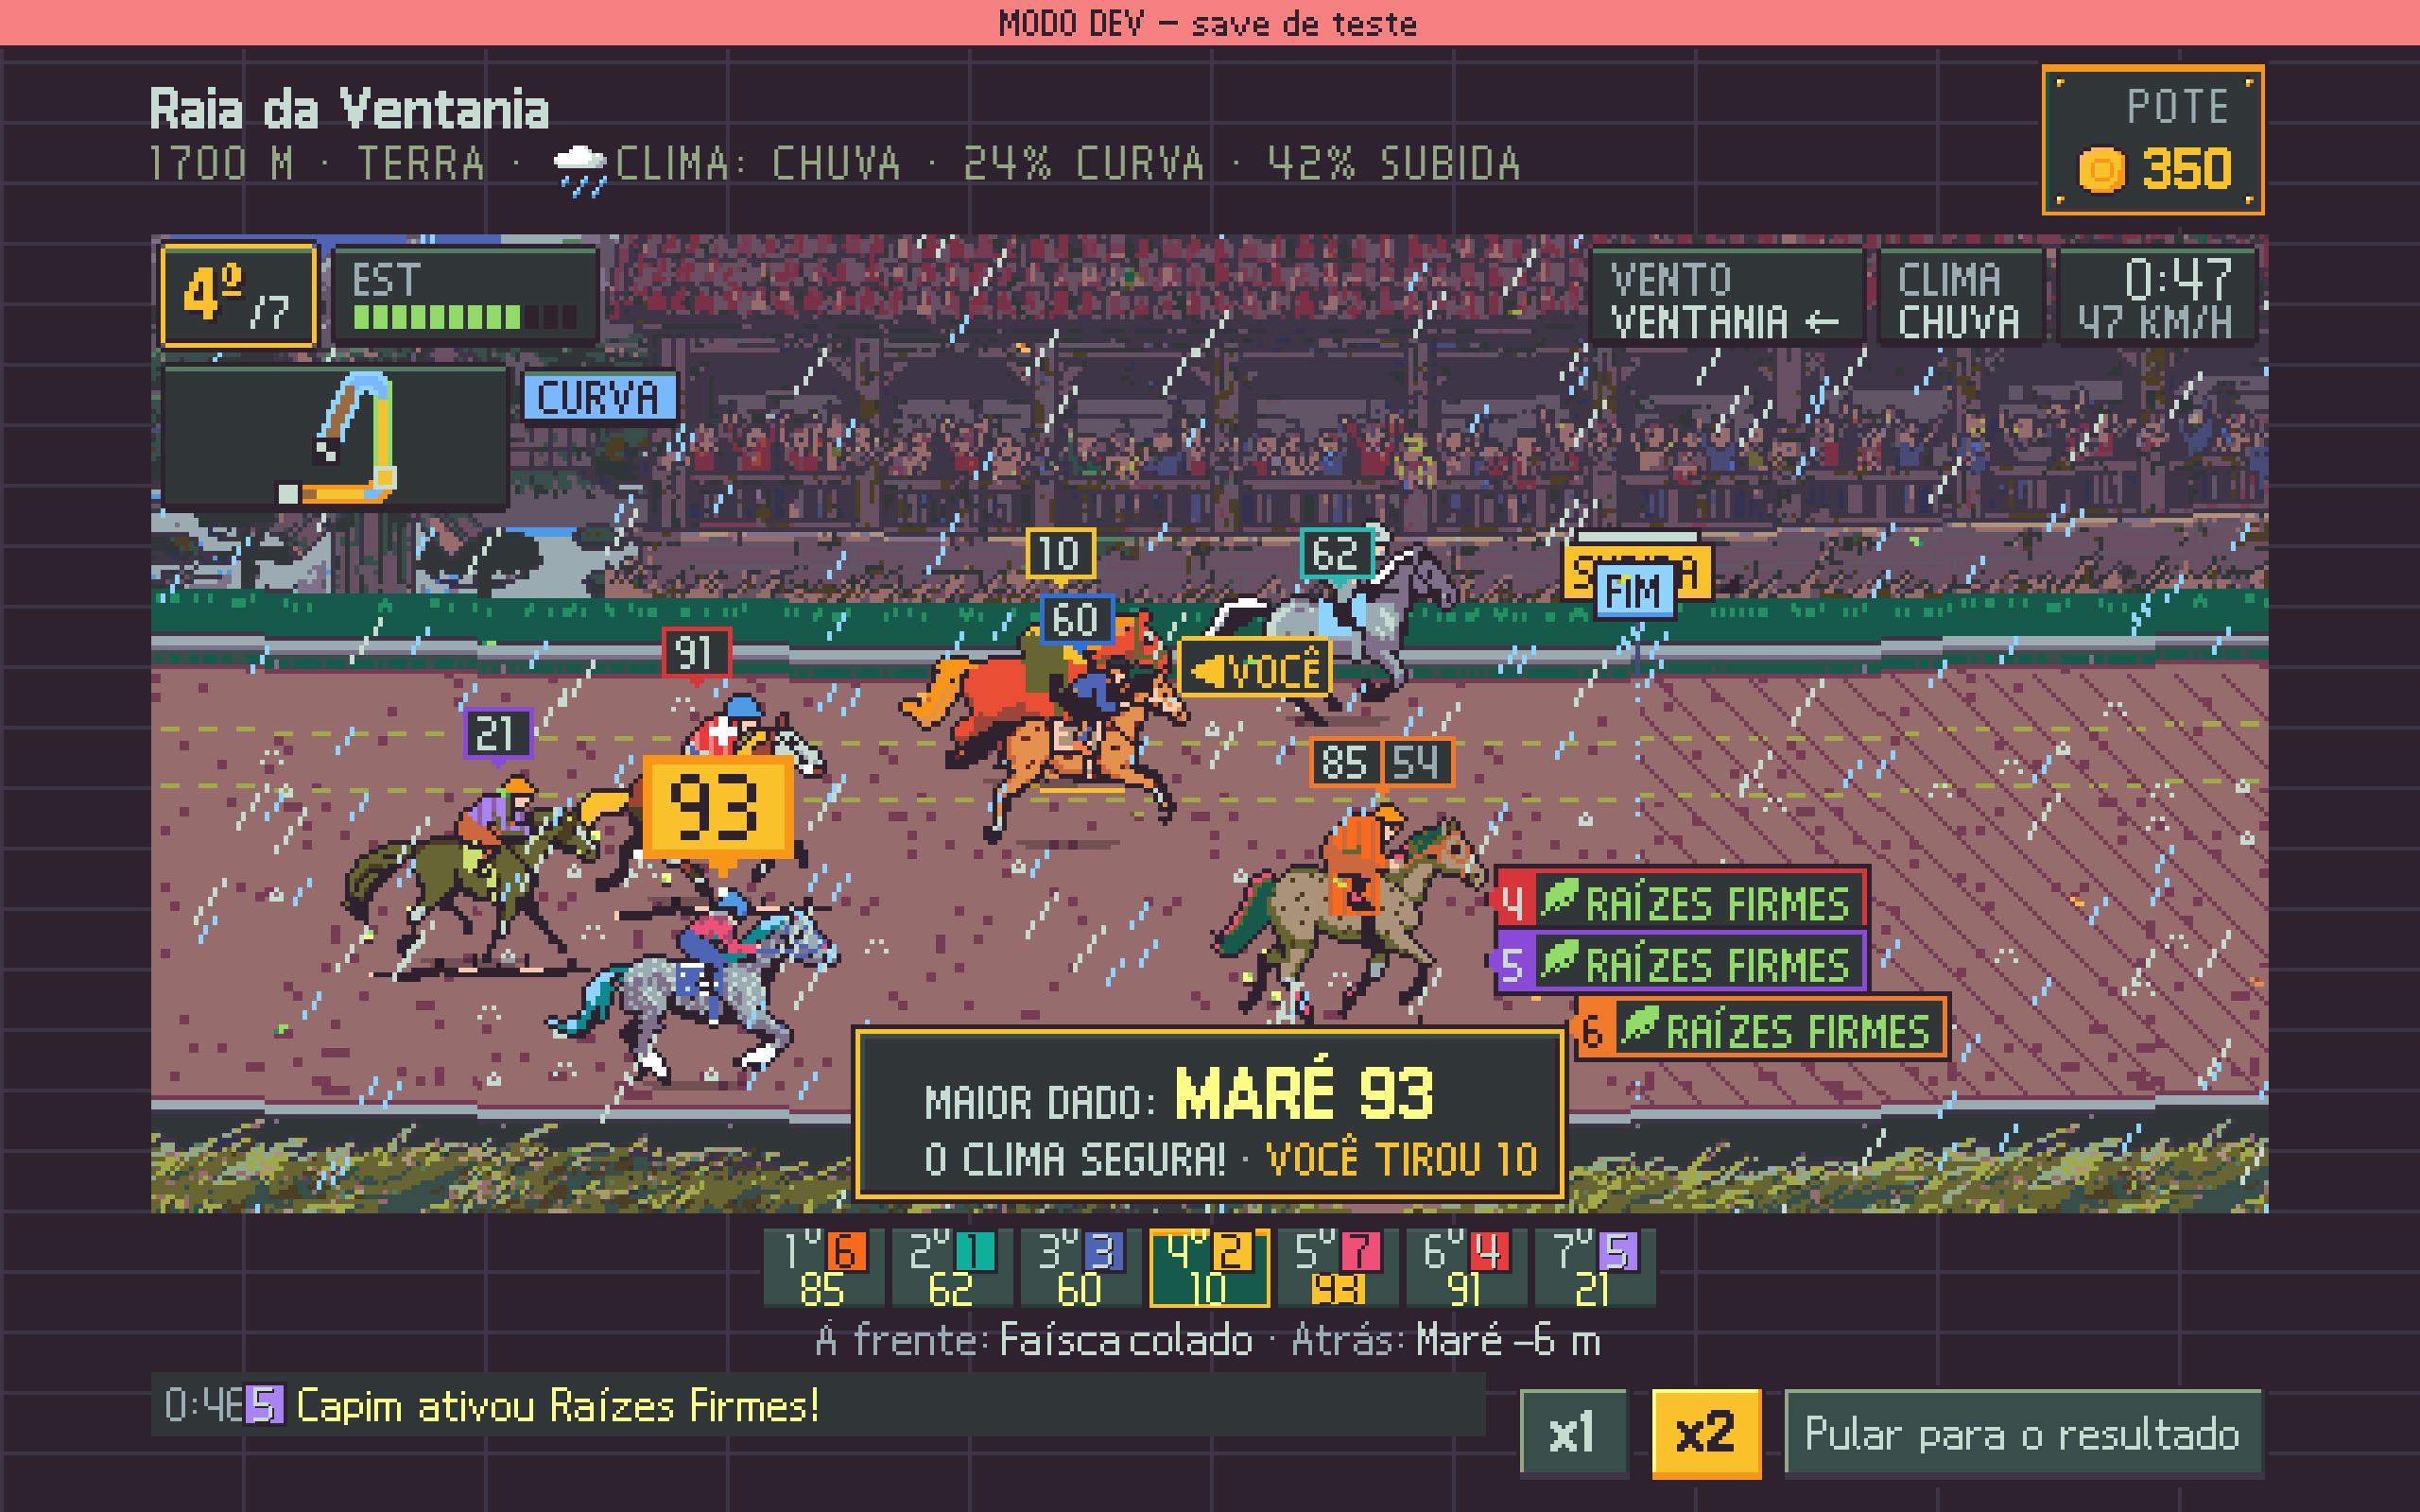 MODO DEV – save de teste
Raia da Ventania
1700 M · TERRA · CLIMA: CHUVA · 24% CURVA · 42% SUBIDA
POTE
350
4º /7
EST
VENTO
VENTANIA ←
CLIMA
CHUVA
0:47
47 KM/H
CURVA
10
62
FIM
60
91
VOCÊ
21
85 54
93
4 RAÍZES FIRMES
5 RAÍZES FIRMES
6 RAÍZES FIRMES
MAIOR DADO: MARÉ 93
O CLIMA SEGURA! · VOCÊ TIROU 10
1º 6 2º 1 3º 3 4º 2 5º 7 6º 4 7º 5
85 62 60 10 93 91 21
À frente: Faísca colado · Atrás: Maré –6 m
5 Capim ativou Raízes Firmes!
x1 x2 Pular para o resultado